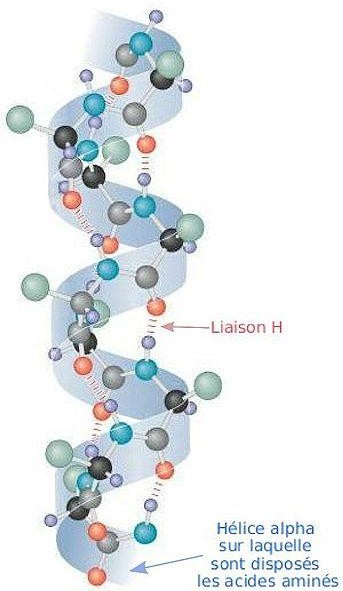 Liaison H
Hélice alpha
sur laquelle
sont disposés
les acides aminés